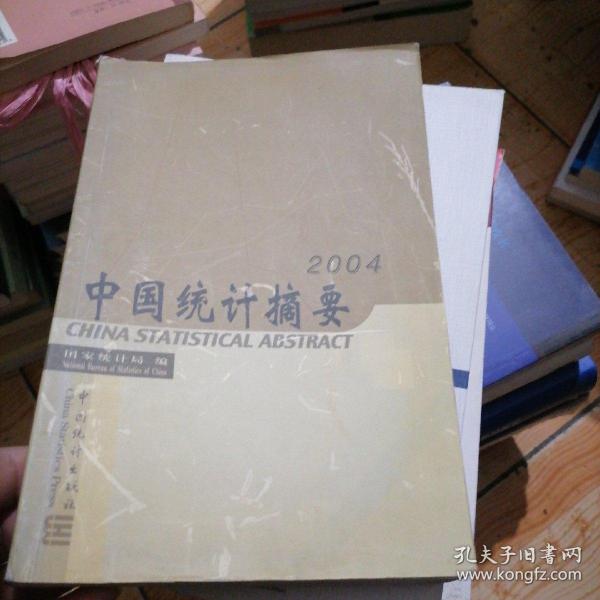 2004
中国统计摘要
CHINA STATISTICAL ABSTRACT
国家统计局 编
National Bureau of Statistics of China
中国统计出版社
China Statistics Press
孔夫子旧书网
www.kongfz.com